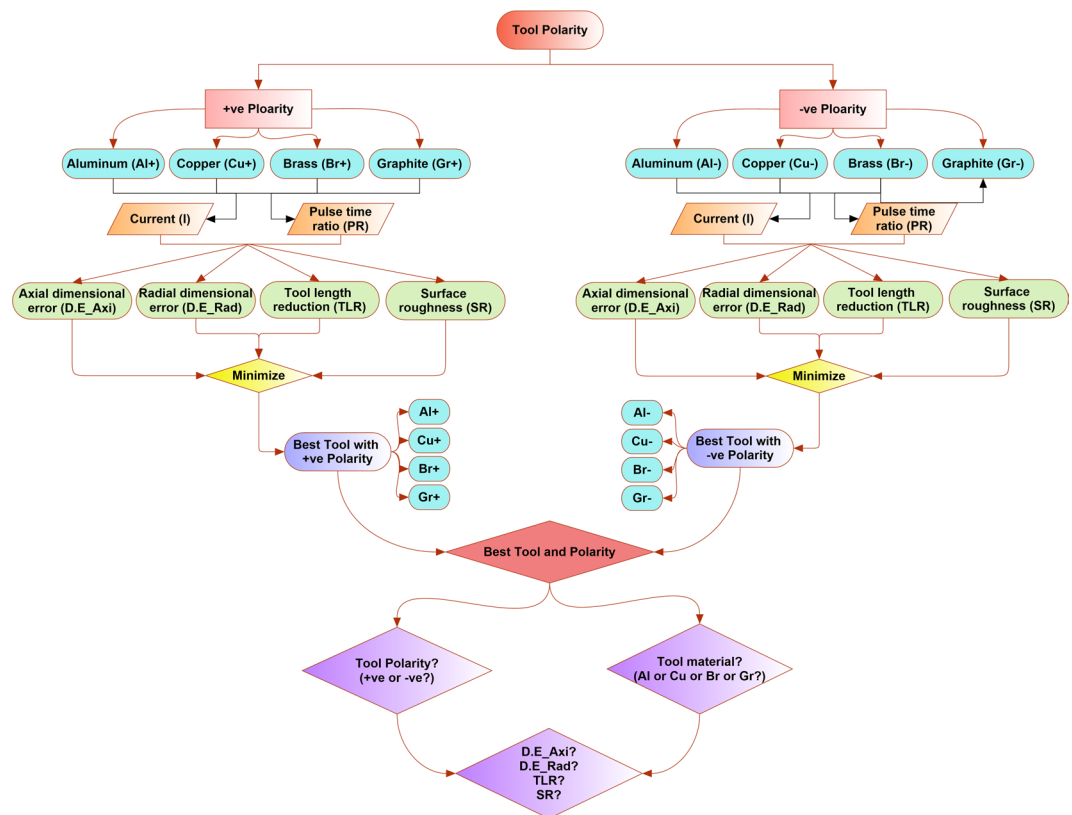 Tool Polarity
+ve Ploarity
-ve Ploarity
Aluminum (Al+)
Copper (Cu+)
Brass (Br+)
Graphite (Gr+)
Aluminum (Al-)
Copper (Cu-)
Brass (Br-)
Graphite (Gr-)
Current (I)
Pulse time
ratio (PR)
Current (I)
Pulse time
ratio (PR)
Axial dimensional
error (D.E_Axi)
Radial dimensional
error (D.E_Rad)
Tool length
reduction (TLR)
Surface
roughness (SR)
Axial dimensional
error (D.E_Axi)
Radial dimensional
error (D.E_Rad)
Tool length
reduction (TLR)
Surface
roughness (SR)
Minimize
Minimize
Best Tool with
+ve Polarity
Al+
Cu+
Br+
Gr+
Al-
Cu-
Br-
Gr-
Best Tool with
-ve Polarity
Best Tool and Polarity
Tool Polarity?
(+ve or -ve?)
Tool material?
(Al or Cu or Br or Gr?)
D.E_Axi?
D.E_Rad?
TLR?
SR?